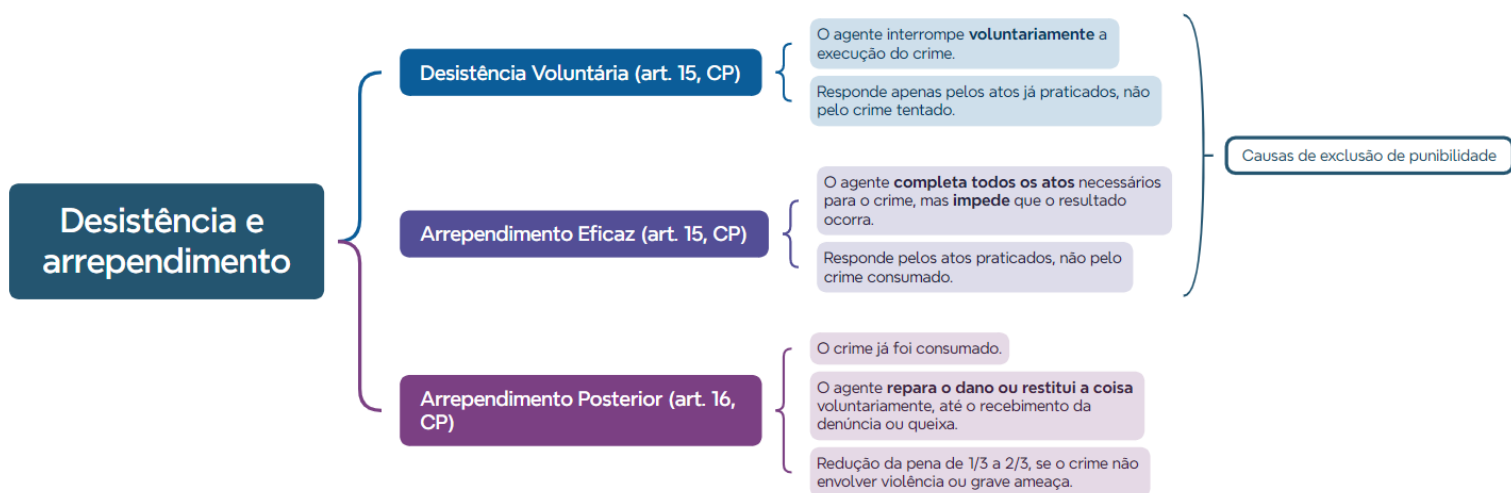 Desistência e
arrependimento
Desistência Voluntária (art. 15, CP)
O agente interrompe voluntariamente a
execução do crime.
Responde apenas pelos atos já praticados, não
pelo crime tentado.
Arrependimento Eficaz (art. 15, CP)
O agente completa todos os atos necessários
para o crime, mas impede que o resultado
ocorra.
Responde pelos atos praticados, não pelo
crime consumado.
Causas de exclusão de punibilidade
Arrependimento Posterior (art. 16,
CP)
O crime já foi consumado.
O agente repara o dano ou restitui a coisa
voluntariamente, até o recebimento da
denúncia ou queixa.
Redução da pena de 1/3 a 2/3, se o crime não
envolver violência ou grave ameaça.